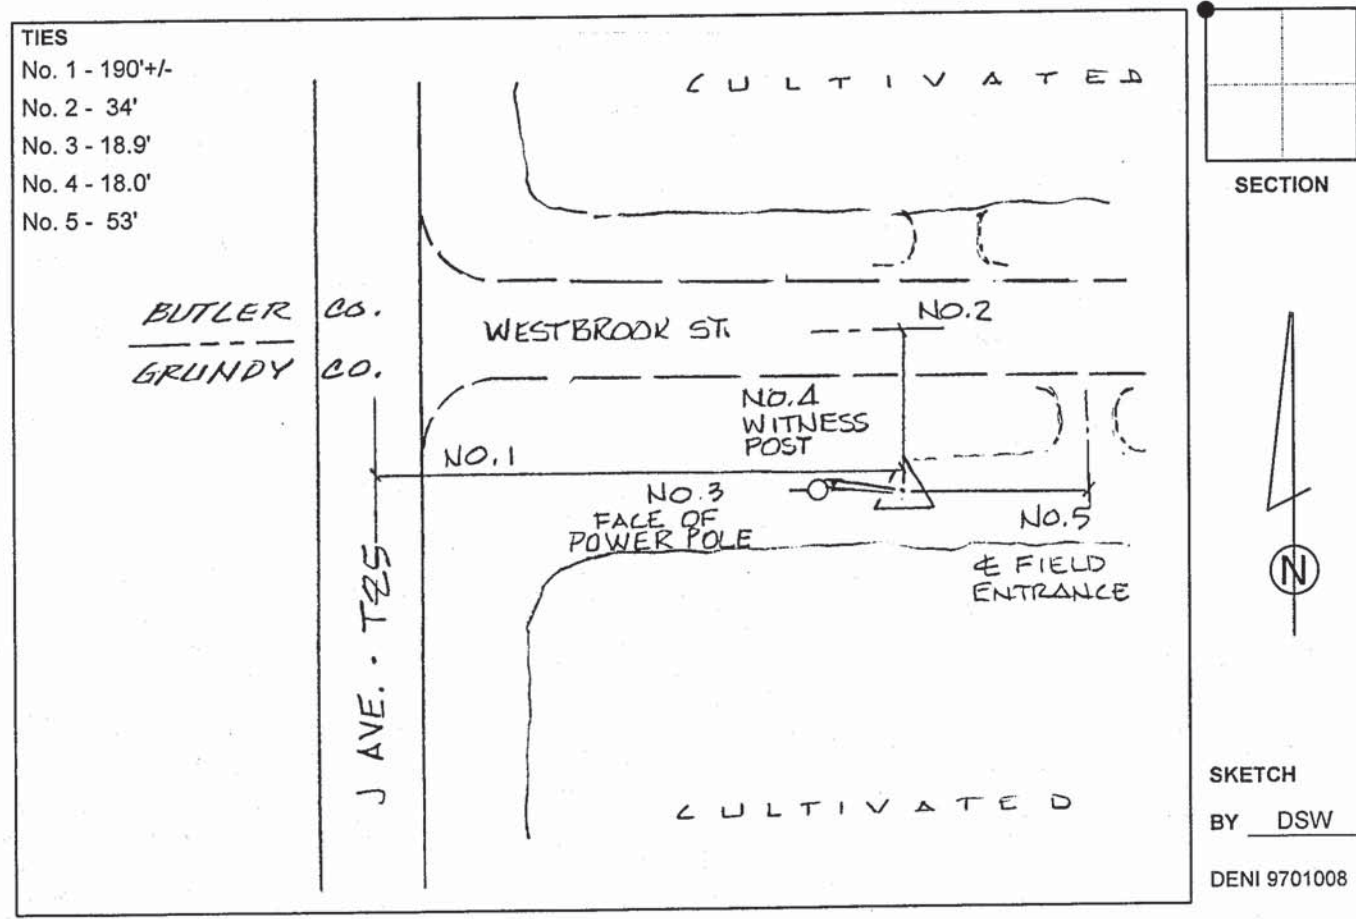 TIES
No. 1 - 190'+/-
No. 2 - 34'
No. 3 - 18.9'
No. 4 - 18.0'
No. 5 - 53'
CULTIVATED
SECTION
BUTLER CO.
GRUNDY CO.
WESTBROOK ST.
NO.2
NO.4
WITNESS
POST
NO.1
NO.3
FACE OF
POWER POLE
NO.5
℄ FIELD
ENTRANCE
N
J AVE. · T25
CULTIVATED
SKETCH
BY DSW
DENI 9701008